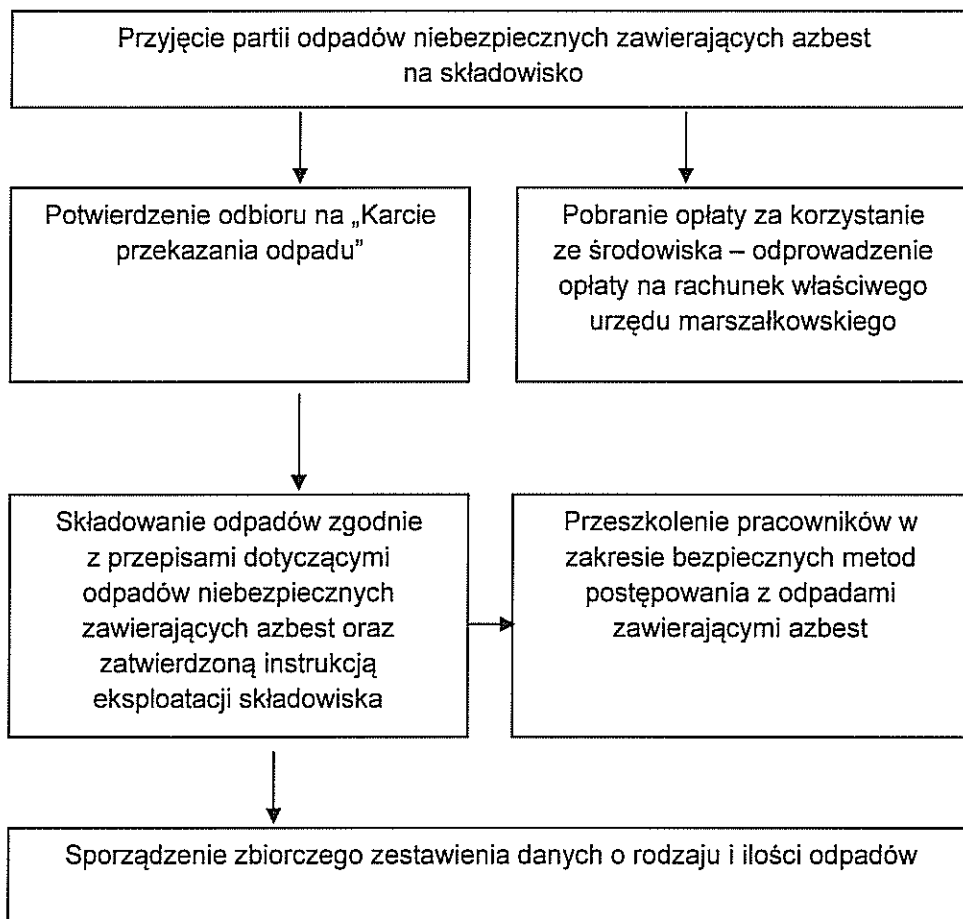 Przyjęcie partii odpadów niebezpiecznych zawierających azbest
na składowisko
Potwierdzenie odbioru na „Karcie
przekazania odpadu”
Pobranie opłaty za korzystanie
ze środowiska – odprowadzenie
opłaty na rachunek właściwego
urzędu marszałkowskiego
Składowanie odpadów zgodnie
z przepisami dotyczącymi
odpadów niebezpiecznych
zawierających azbest oraz
zatwierdzoną instrukcją
eksploatacji składowiska
Przeszkolenie pracowników w
zakresie bezpiecznych metod
postępowania z odpadami
zawierającymi azbest
Sporządzenie zbiorczego zestawienia danych o rodzaju i ilości odpadów